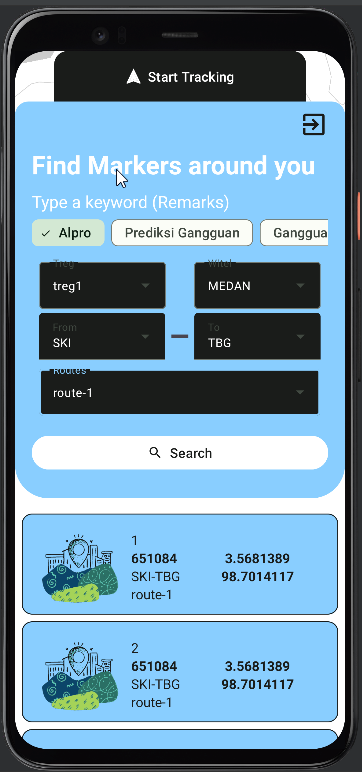 Start Tracking
Find Markers around you
Type a keyword (Remarks)
Alpro Prediksi Gangguan Ganggua
Treg Witel
treg1 MEDAN
From To
SKI TBG
Routes
route-1
Search
1
651084 3.5681389
SKI-TBG 98.7014117
route-1
2
651084 3.5681389
SKI-TBG 98.7014117
route-1